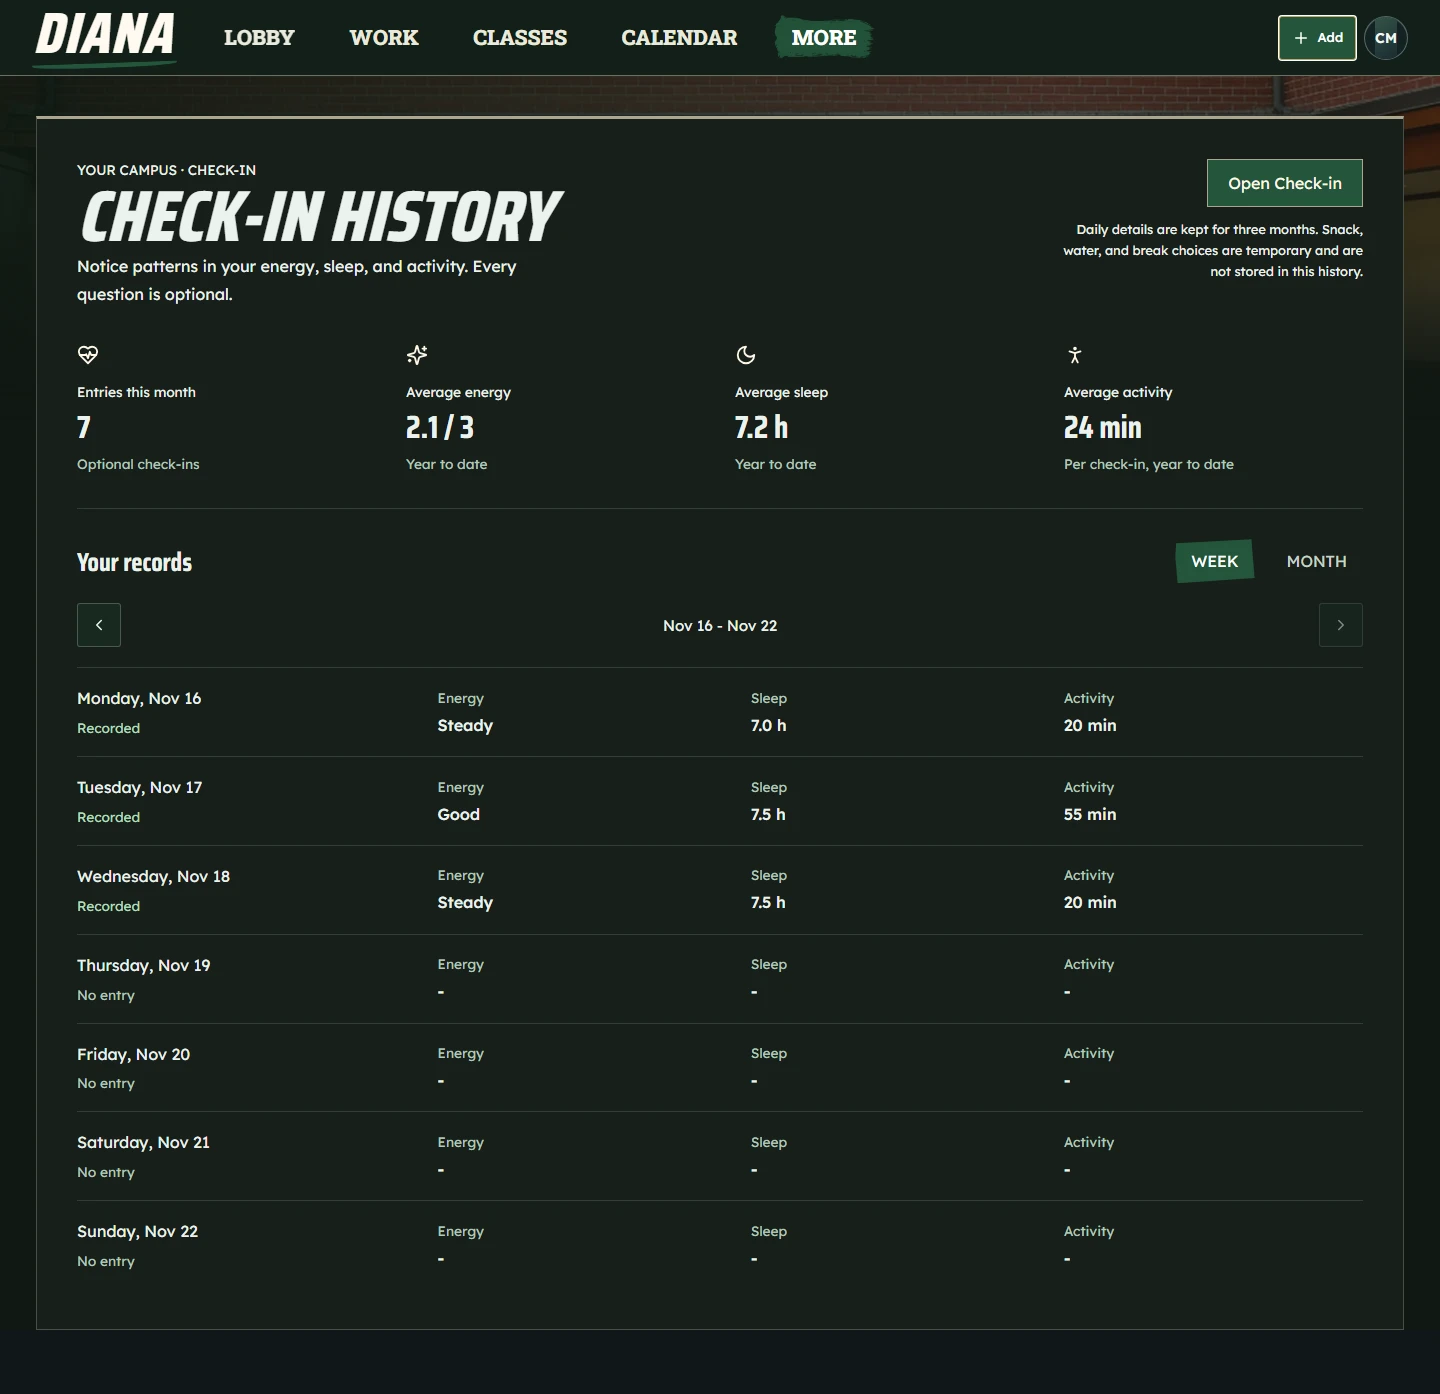 DIANA
LOBBY
WORK
CLASSES
CALENDAR
MORE
+ Add
CM
YOUR CAMPUS · CHECK-IN
CHECK-IN HISTORY
Notice patterns in your energy, sleep, and activity. Every
question is optional.
Open Check-in
Daily details are kept for three months. Snack,
water, and break choices are temporary and are
not stored in this history.
Entries this month
7
Optional check-ins
Average energy
2.1 / 3
Year to date
Average sleep
7.2 h
Year to date
Average activity
24 min
Per check-in, year to date
Your records
WEEK
MONTH
Nov 16 - Nov 22
Monday, Nov 16
Recorded
Energy
Steady
Sleep
7.0 h
Activity
20 min
Tuesday, Nov 17
Recorded
Energy
Good
Sleep
7.5 h
Activity
55 min
Wednesday, Nov 18
Recorded
Energy
Steady
Sleep
7.5 h
Activity
20 min
Thursday, Nov 19
No entry
Energy
-
Sleep
-
Activity
-
Friday, Nov 20
No entry
Energy
-
Sleep
-
Activity
-
Saturday, Nov 21
No entry
Energy
-
Sleep
-
Activity
-
Sunday, Nov 22
No entry
Energy
-
Sleep
-
Activity
-